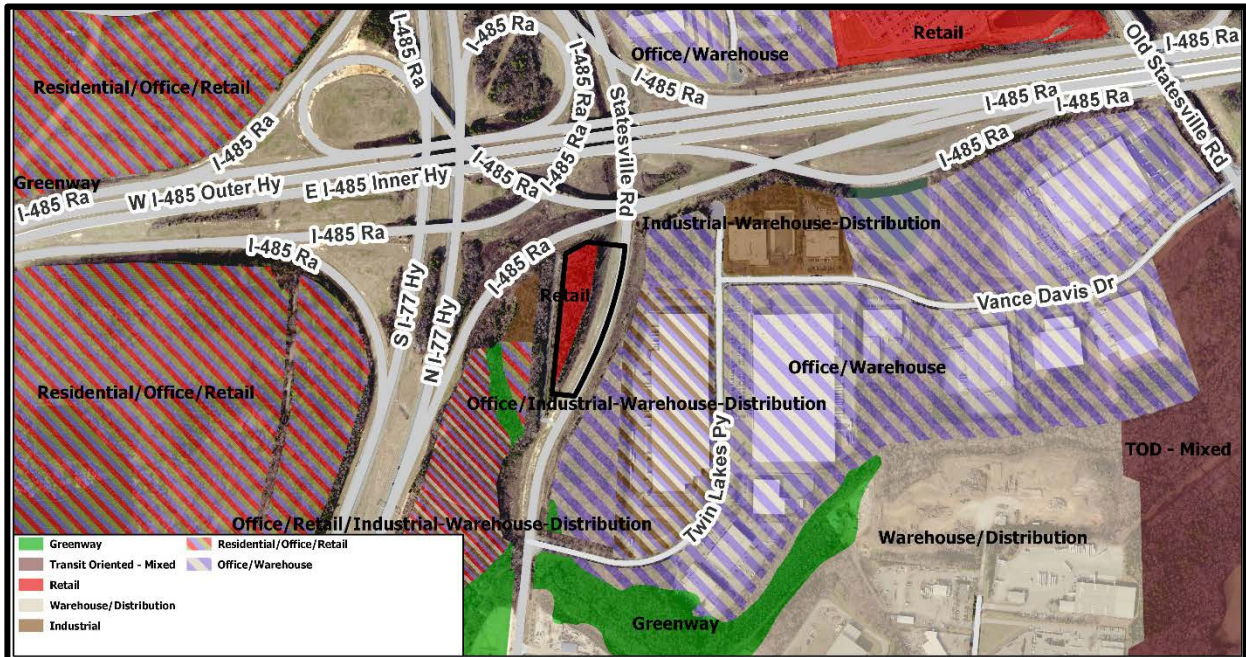 I-485 Ra
I-485 Ra
I-485 Ra
Office/Warehouse
Retail
Old Statesville Rd
I-485 Ra
Residential/Office/Retail
I-485 Ra
I-485 Ra
I-485 Ra
Statesville Rd
I-485 Ra
I-485 Ra
I-485 Ra
I-485 Ra
I-485 Ra
Greenway
I-485 Ra
W I-485 Outer Hy
E I-485 Inner Hy
I-485 Ra
I-485 Ra
I-485 Ra
I-485 Ra
Industrial-Warehouse-Distribution
S I-77 Hy
N I-77 Hy
Retail
Vance Davis Dr
Residential/Office/Retail
Office/Warehouse
Office/Industrial-Warehouse-Distribution
TOD - Mixed
Twin Lakes Py
Office/Retail/Industrial-Warehouse-Distribution
Warehouse/Distribution
Greenway
Greenway
Residential/Office/Retail
Transit Oriented - Mixed
Office/Warehouse
Retail
Warehouse/Distribution
Industrial